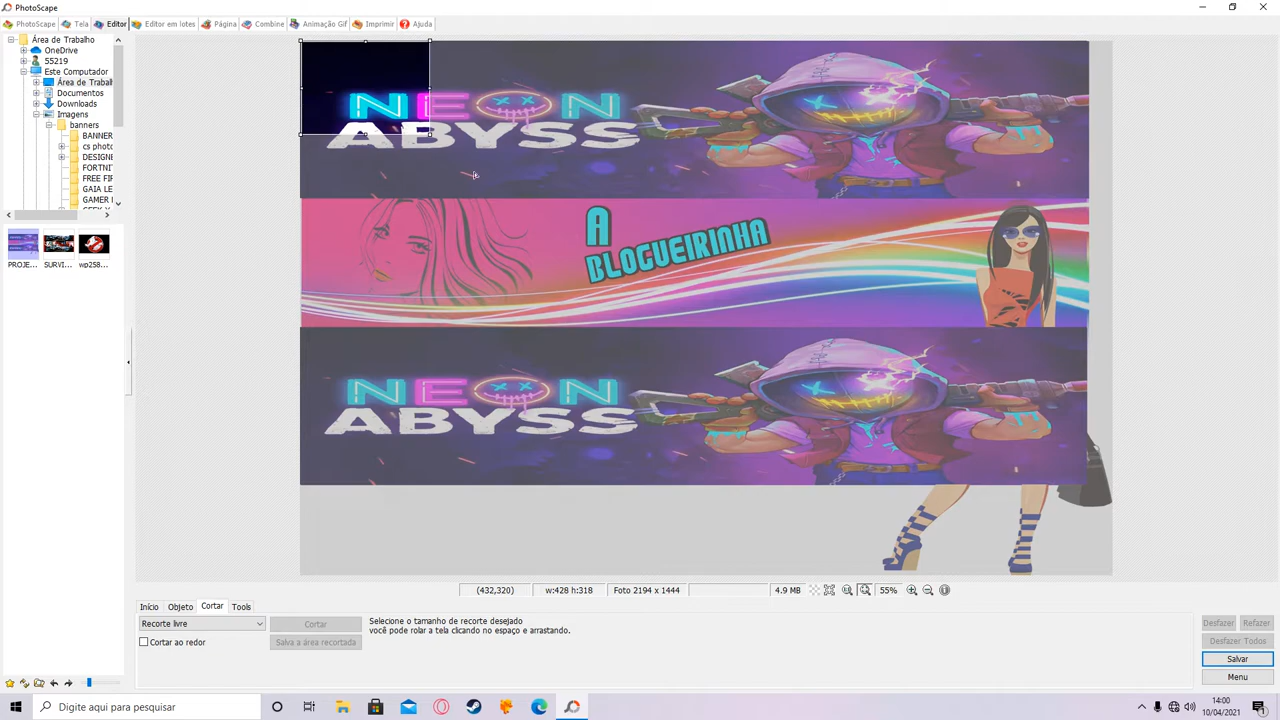 PhotoScape
PhotoScape
Tela
Editor
Editor em lotes
Página
Combine
Animação Gif
Imprimir
Ajuda
Área de Trabalho
OneDrive
55219
Este Computador
Área de Trabalh
Documentos
Downloads
Imagens
banners
BANNER
cs photo
DESIGNE
FORTNIT
FREE FIR
GAIA LE
GAMER
PROJE...
SURVI...
wp258...
NEON
ABYSS
A
BLOGUEIRINHA
NEON
ABYSS
(432,320)
w:428 h:318
Foto 2194 x 1444
4.9 MB
55%
Início
Objeto
Cortar
Tools
Recorte livre
Cortar
Cortar ao redor
Salva a área recortada
Selecione o tamanho de recorte desejado
você pode rolar a tela clicando no espaço e arrastando.
Desfazer
Refazer
Desfazer Todos
Salvar
Menu
Digite aqui para pesquisar
14:00
10/04/2021